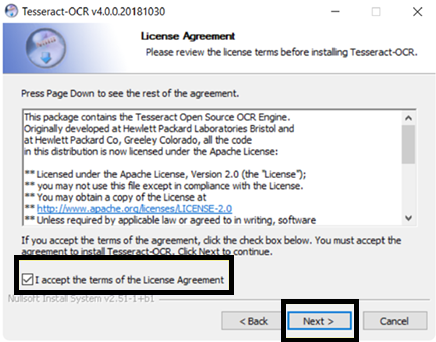 Tesseract-OCR v4.0.0.20181030
License Agreement
Please review the license terms before installing Tesseract-OCR.
Press Page Down to see the rest of the agreement.
This package contains the Tesseract Open Source OCR Engine.
Originally developed at Hewlett Packard Laboratories Bristol and
at Hewlett Packard Co, Greeley Colorado, all the code
in this distribution is now licensed under the Apache License:
** Licensed under the Apache License, Version 2.0 (the "License");
** you may not use this file except in compliance with the License.
** You may obtain a copy of the License at
** http://www.apache.org/licenses/LICENSE-2.0
** Unless required by applicable law or agreed to in writing, software
If you accept the terms of the agreement, click the check box below. You must accept the
agreement to install Tesseract-OCR. Click Next to continue.
I accept the terms of the License Agreement
Nullsoft Install System v2.51-1+b1
< Back
Next >
Cancel